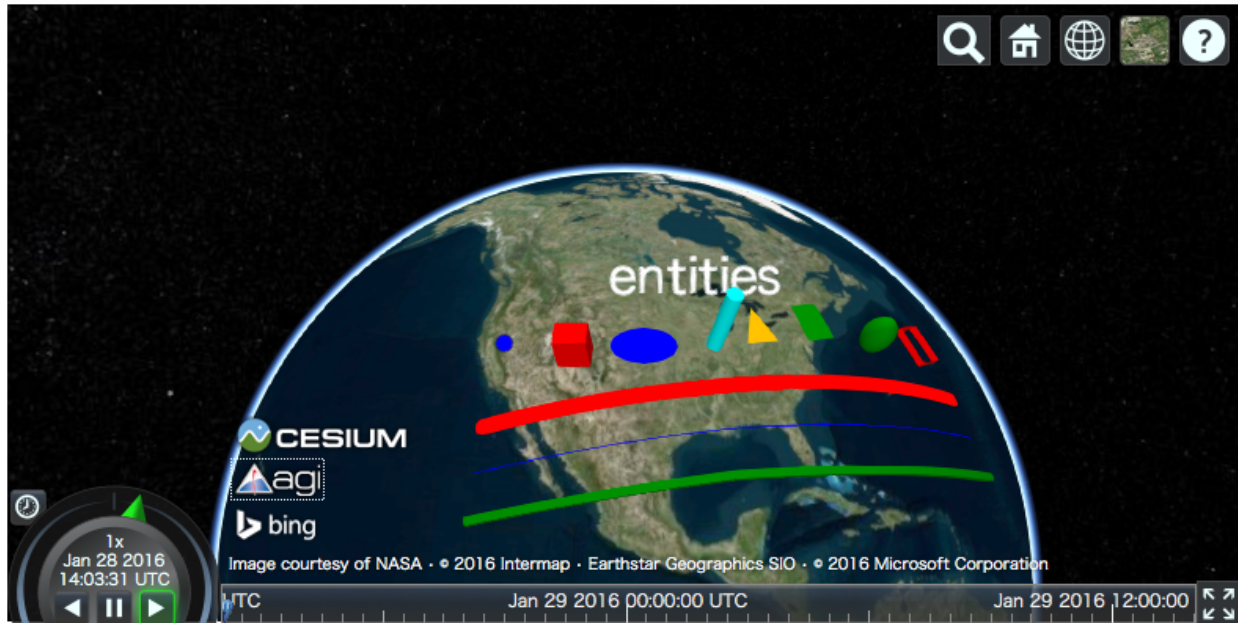 ?
entities
CESIUM
agi
bing
1x
Jan 28 2016
14:03:31 UTC
Image courtesy of NASA · © 2016 Intermap · Earthstar Geographics SIO · © 2016 Microsoft Corporation
UTC
Jan 29 2016 00:00:00 UTC
Jan 29 2016 12:00:00